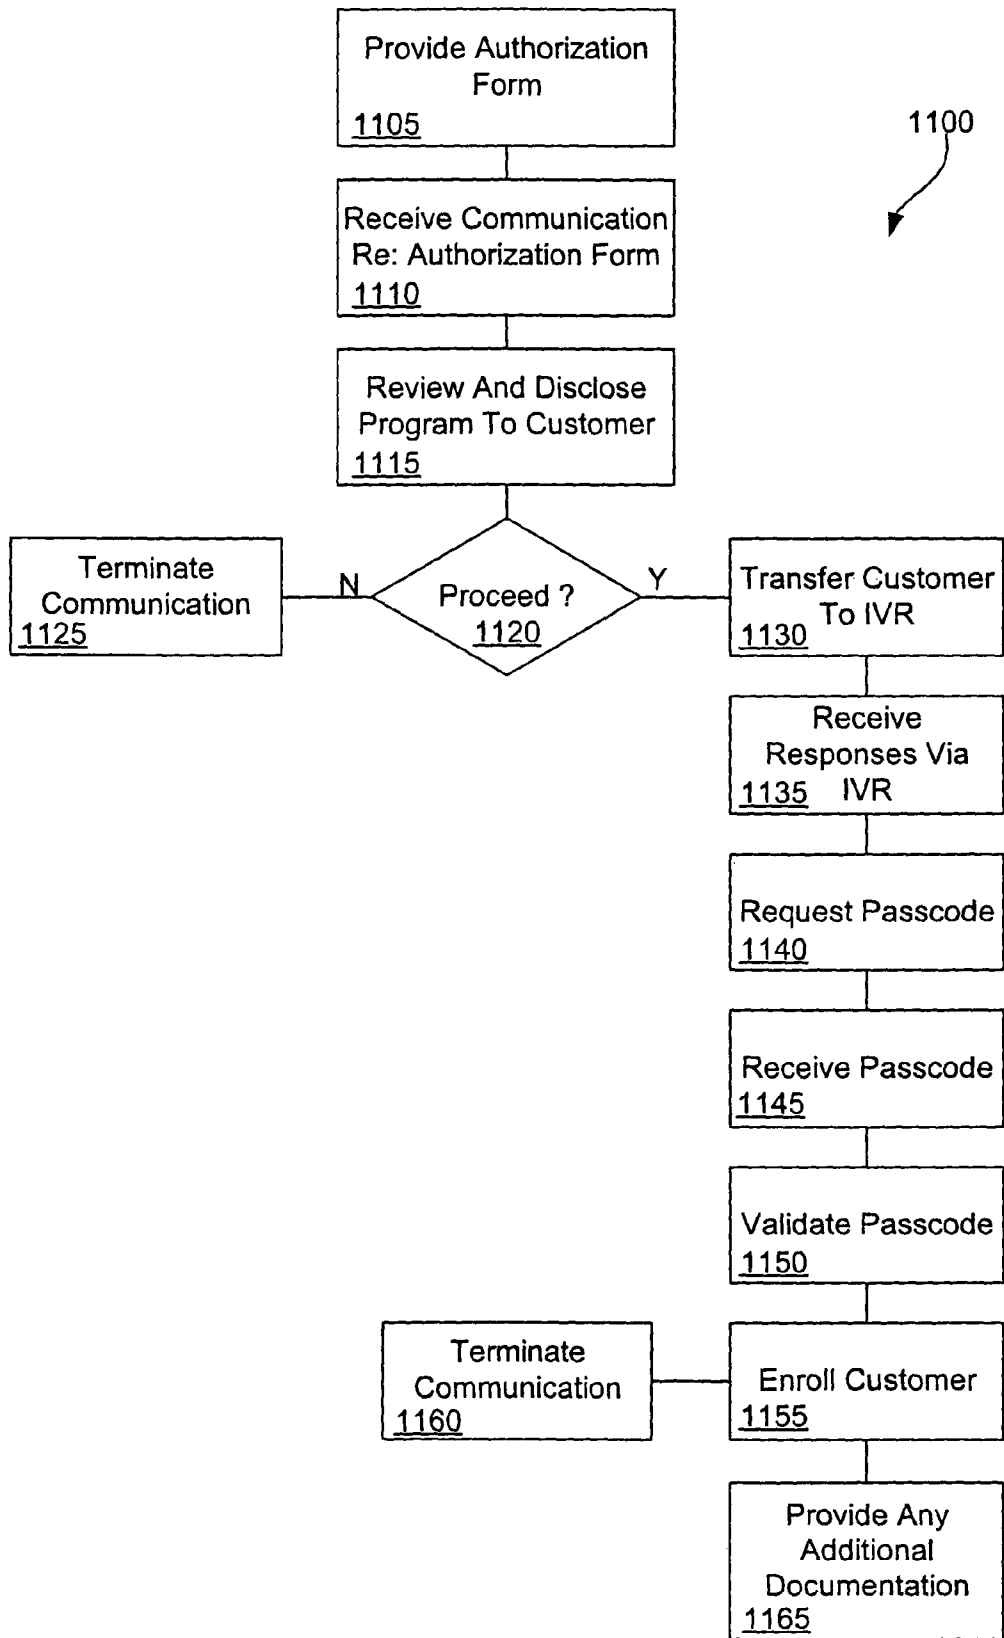 Provide Authorization
Form
1105
1100
Receive Communication
Re: Authorization Form
1110
Review And Disclose
Program To Customer
1115
Terminate
Communication
1125
N
Proceed ?
1120
Y
Transfer Customer
To IVR
1130
Receive
Responses Via
IVR
1135
Request Passcode
1140
Receive Passcode
1145
Validate Passcode
1150
Terminate
Communication
1160
Enroll Customer
1155
Provide Any
Additional
Documentation
1165